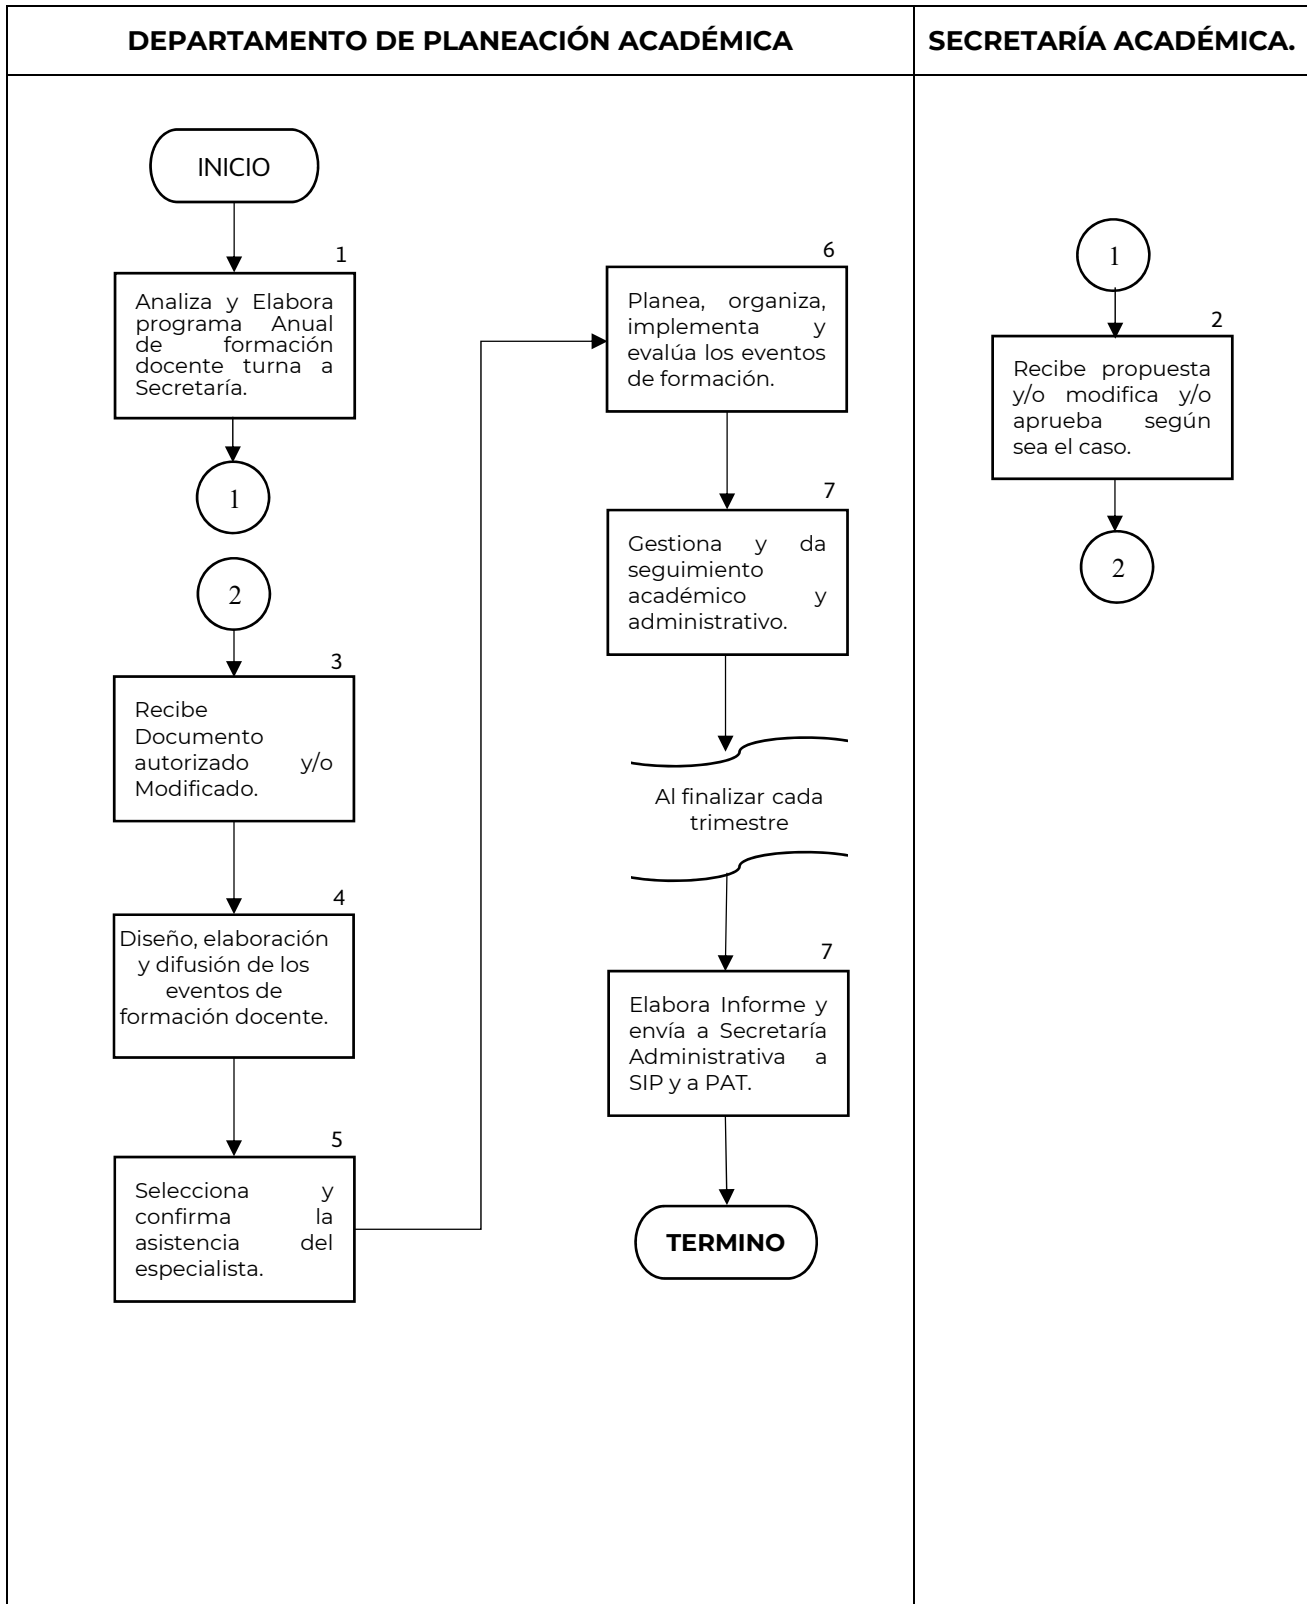 DEPARTAMENTO DE PLANEACIÓN ACADÉMICA
SECRETARÍA ACADÉMICA.
INICIO
1
Analiza y Elabora
programa Anual
de formación
docente turna a
Secretaría.
1
2
3
Recibe
Documento
autorizado y/o
Modificado.
4
Diseño, elaboración
y difusión de los
eventos de
formación docente.
5
Selecciona y
confirma la
asistencia del
especialista.
6
Planea, organiza,
implementa y
evalúa los eventos
de formación.
7
Gestiona y da
seguimiento
académico y
administrativo.
Al finalizar cada
trimestre
7
Elabora Informe y
envía a Secretaría
Administrativa a
SIP y a PAT.
TERMINO
1
2
Recibe propuesta
y/o modifica y/o
aprueba según
sea el caso.
2